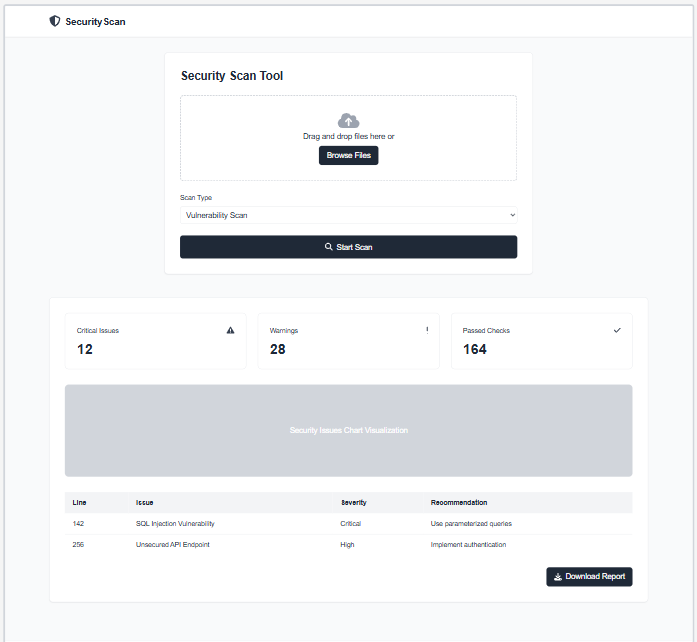 SecurityScan
Security Scan Tool
Drag and drop files here or
Browse Files
Scan Type
Vulnerability Scan
Start Scan
Critical Issues
12
Warnings
28
Passed Checks
164
Security Issues Chart Visualization
Line Issue Severity Recommendation
142 SQL Injection Vulnerability Critical Use parameterized queries
256 Unsecured API Endpoint High Implement authentication
Download Report